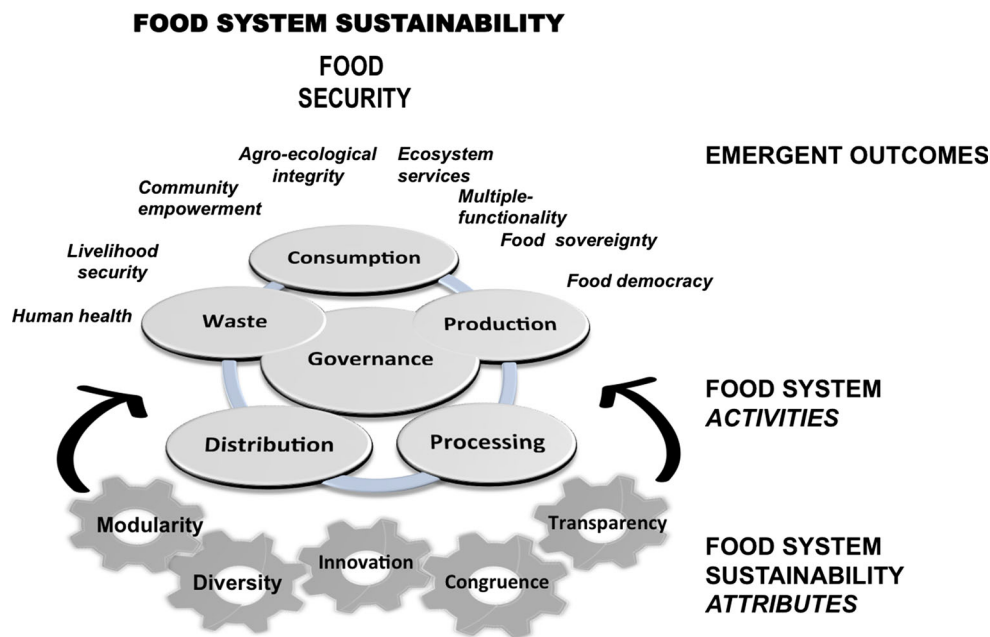 FOOD SYSTEM SUSTAINABILITY
FOOD
SECURITY
EMERGENT OUTCOMES
Agro-ecological
integrity
Ecosystem
services
Community
empowerment
Multiple-
functionality
Livelihood
security
Food sovereignty
Human health
Food democracy
Consumption
Waste
Production
Governance
Distribution
Processing
FOOD SYSTEM
ACTIVITIES
Modularity
Diversity
Innovation
Congruence
Transparency
FOOD SYSTEM
SUSTAINABILITY
ATTRIBUTES